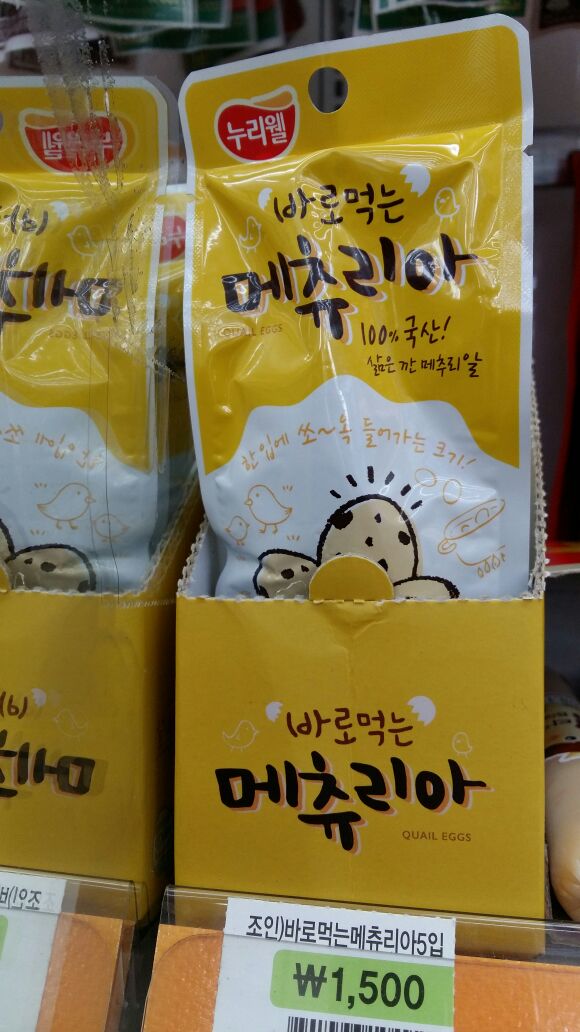 누리웰
바로먹는
메츄리아
QUAIL EGGS
100% 국산!
삶은 깐 메추리알
한입에 쏘~옥 들어가는 크기!
바로먹는
메츄리아
QUAIL EGGS
조인)바로먹는메츄리아5입
₩1,500